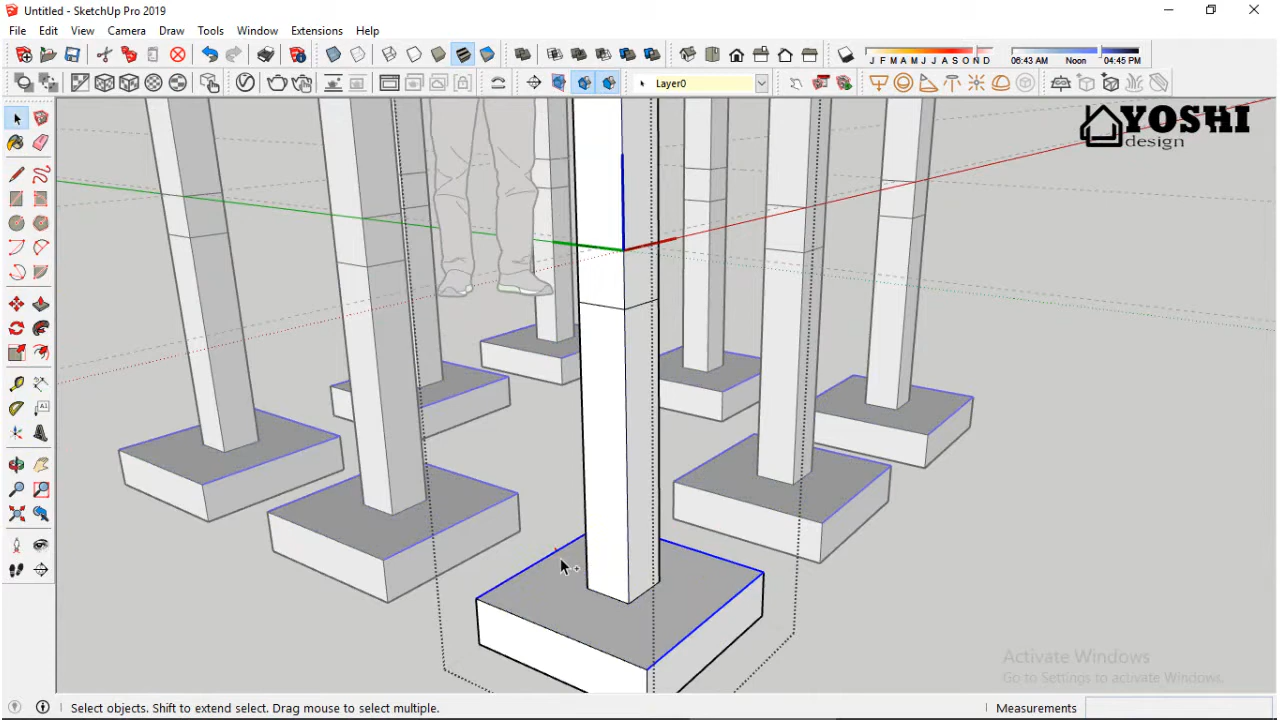 Untitled - SketchUp Pro 2019
File Edit View Camera Draw Tools Window Extensions Help
J F M A M J J A S O N D 06:43 AM Noon 04:45 PM
Layer0
YOSHI
design
A1
Activate Windows
Go to Settings to activate Windows.
Select objects. Shift to extend select. Drag mouse to select multiple. Measurements